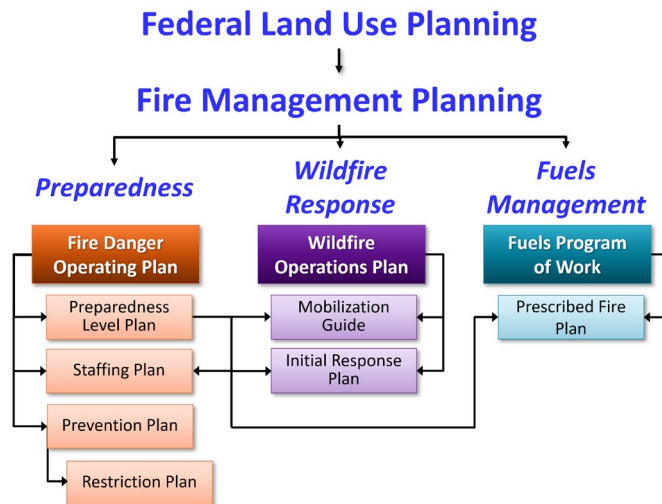 Federal Land Use Planning
Fire Management Planning
Preparedness
Wildfire
Response
Fuels
Management
Fire Danger
Operating Plan
Wildfire
Operations Plan
Fuels Program
of Work
Preparedness
Level Plan
Mobilization
Guide
Prescribed Fire
Plan
Staffing Plan
Initial Response
Plan
Prevention Plan
Restriction Plan